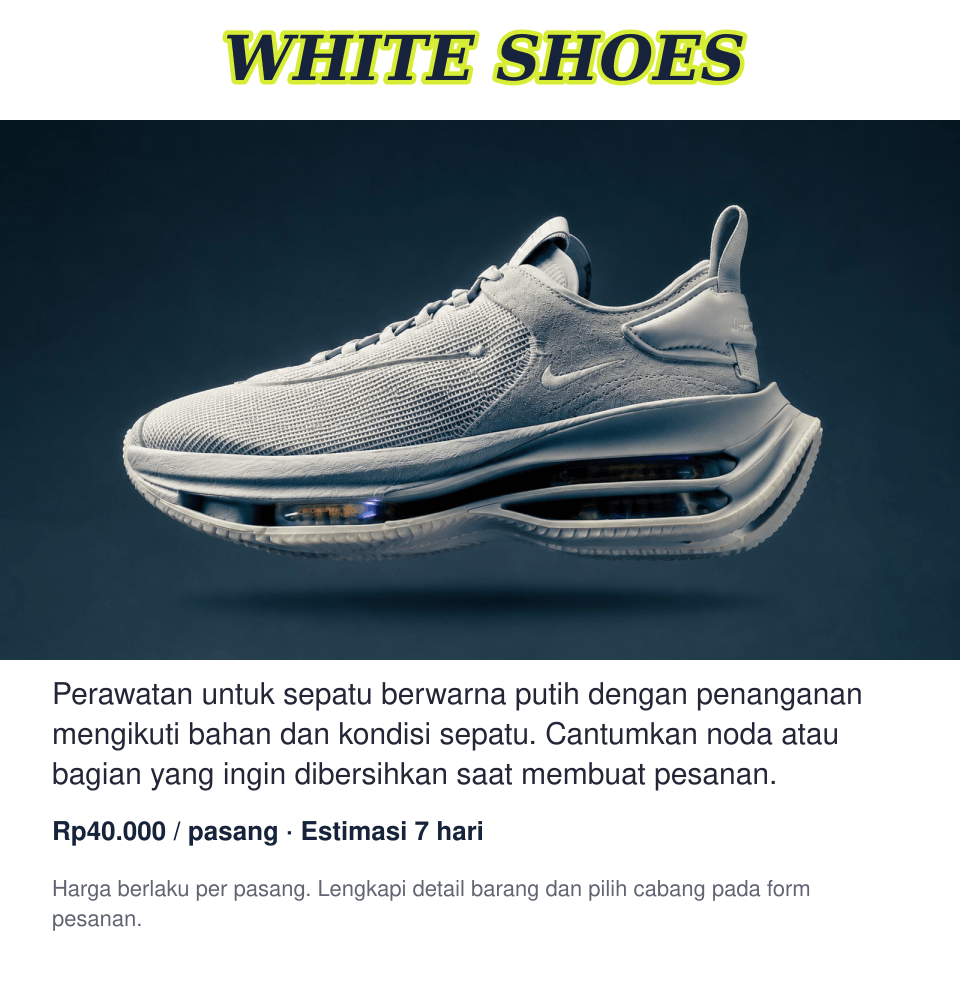 WHITE SHOES
Perawatan untuk sepatu berwarna putih dengan penanganan
mengikuti bahan dan kondisi sepatu. Cantumkan noda atau
bagian yang ingin dibersihkan saat membuat pesanan.
Rp40.000 / pasang · Estimasi 7 hari
Harga berlaku per pasang. Lengkapi detail barang dan pilih cabang pada form
pesanan.